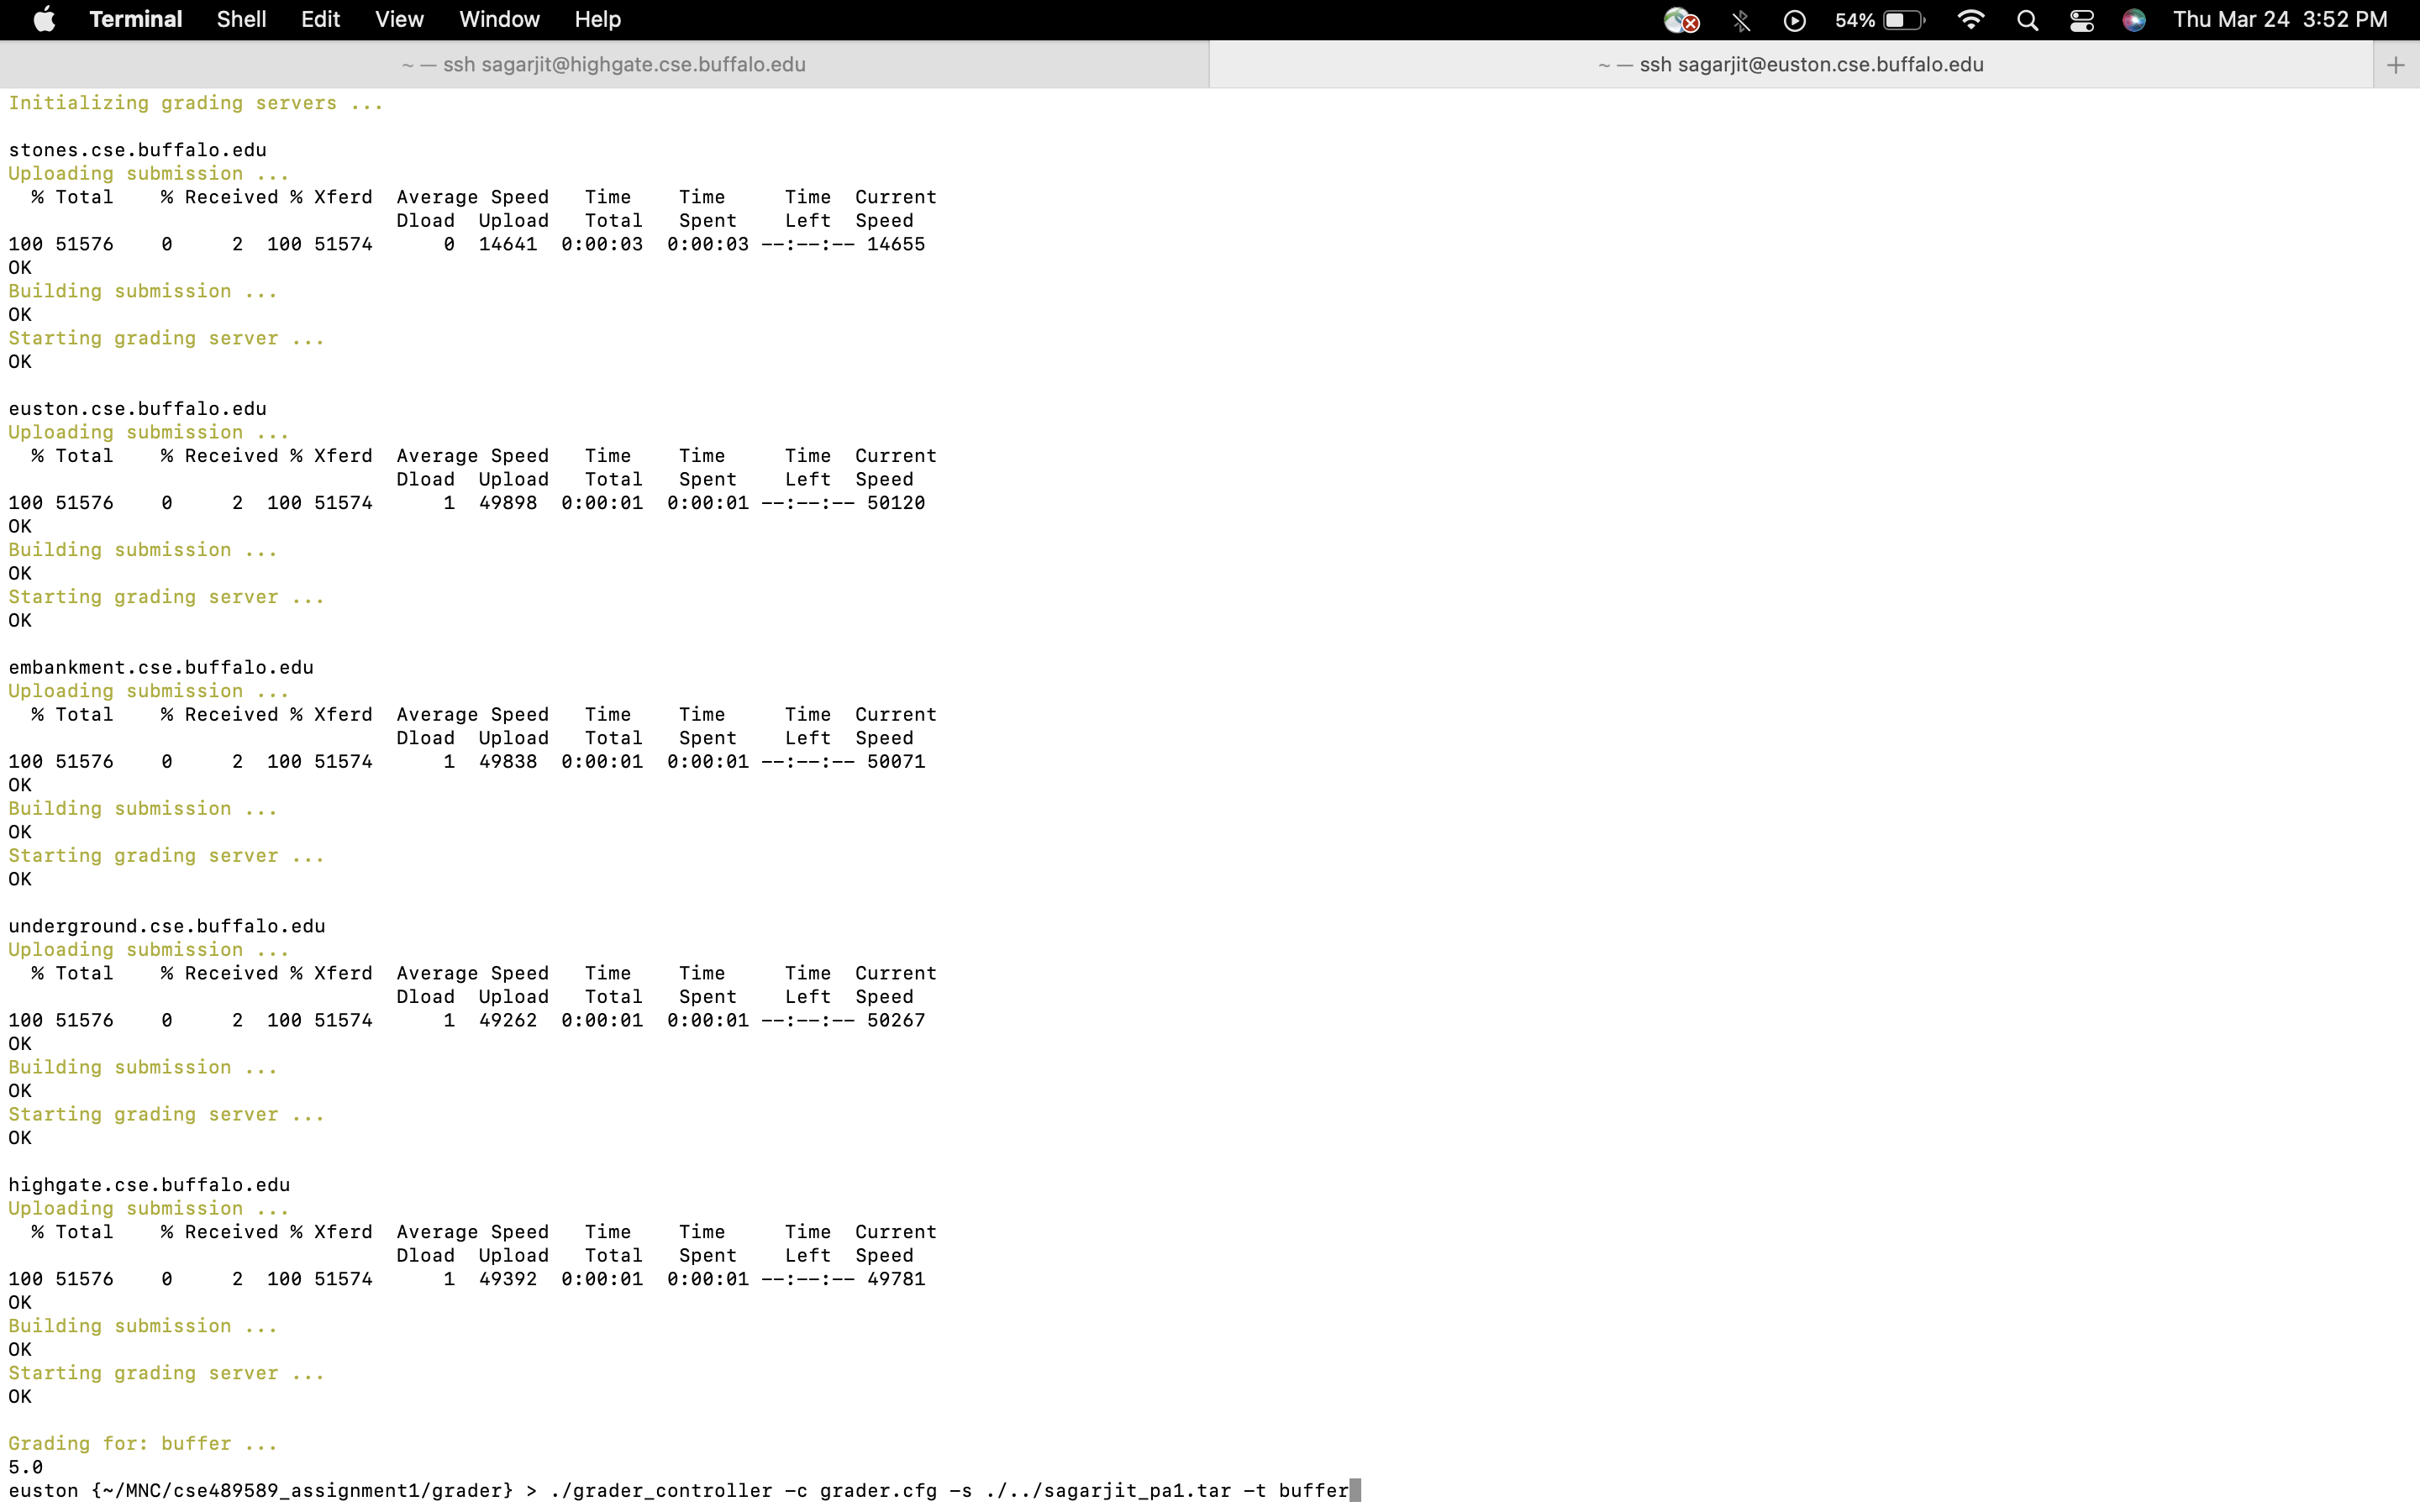 Terminal Shell Edit View Window Help 54% Thu Mar 24 3:52 PM
~ — ssh sagarjit@highgate.cse.buffalo.edu ~ — ssh sagarjit@euston.cse.buffalo.edu +
Initializing grading servers ...
stones.cse.buffalo.edu
Uploading submission ...
% Total % Received % Xferd Average Speed Time Time Time Current
Dload Upload Total Spent Left Speed
100 51576 0 2 100 51574 0 14641 0:00:03 0:00:03 --:--:-- 14655
OK
Building submission ...
OK
Starting grading server ...
OK
euston.cse.buffalo.edu
Uploading submission ...
% Total % Received % Xferd Average Speed Time Time Time Current
Dload Upload Total Spent Left Speed
100 51576 0 2 100 51574 1 49898 0:00:01 0:00:01 --:--:-- 50120
OK
Building submission ...
OK
Starting grading server ...
OK
embankment.cse.buffalo.edu
Uploading submission ...
% Total % Received % Xferd Average Speed Time Time Time Current
Dload Upload Total Spent Left Speed
100 51576 0 2 100 51574 1 49838 0:00:01 0:00:01 --:--:-- 50071
OK
Building submission ...
OK
Starting grading server ...
OK
underground.cse.buffalo.edu
Uploading submission ...
% Total % Received % Xferd Average Speed Time Time Time Current
Dload Upload Total Spent Left Speed
100 51576 0 2 100 51574 1 49262 0:00:01 0:00:01 --:--:-- 50267
OK
Building submission ...
OK
Starting grading server ...
OK
highgate.cse.buffalo.edu
Uploading submission ...
% Total % Received % Xferd Average Speed Time Time Time Current
Dload Upload Total Spent Left Speed
100 51576 0 2 100 51574 1 49392 0:00:01 0:00:01 --:--:-- 49781
OK
Building submission ...
OK
Starting grading server ...
OK
Grading for: buffer ...
5.0
euston {~/MNC/cse489589_assignment1/grader} > ./grader_controller -c grader.cfg -s ./../sagarjit_pa1.tar -t buffer